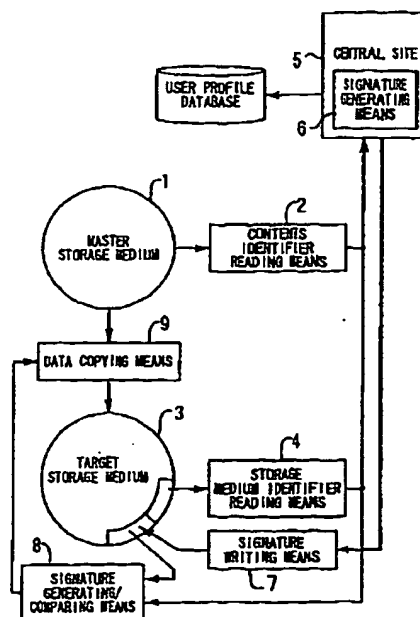 5
CENTRAL SITE
SIGNATURE
GENERATING
MEANS
6
USER PROFILE
DATABASE
1
MASTER
STORAGE MEDIUM
2
CONTENTS
IDENTIFIER
READING MEANS
9
DATA COPYING MEANS
3
TARGET
STORAGE MEDIUM
4
STORAGE
MEDIUM IDENTIFIER
READING MEANS
SIGNATURE
WRITING MEANS
7
8
SIGNATURE
GENERATING/
COMPARING MEANS